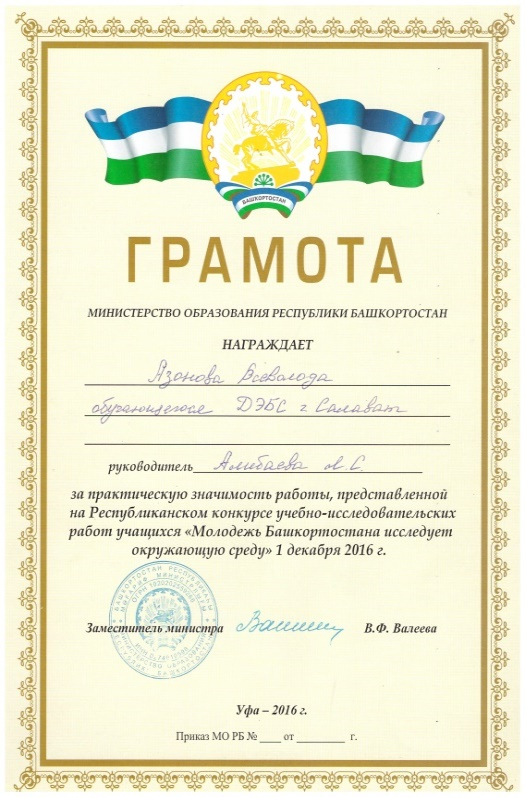 БАШКОРТОСТАН
ГРАМОТА
МИНИСТЕРСТВО ОБРАЗОВАНИЯ РЕСПУБЛИКИ БАШКОРТОСТАН
НАГРАЖДАЕТ
Азонова Всеволода
обучающегося ДЭБС г Салават
руководитель Алибаева Л.С.
за практическую значимость работы, представленной
на Республиканском конкурсе учебно-исследовательских
работ учащихся «Молодежь Башкортостана исследует
окружающую среду» 1 декабря 2016 г.
Заместитель министра В.Ф. Валеева
Уфа – 2016 г.
Приказ МО РБ № ____ от _________ г.